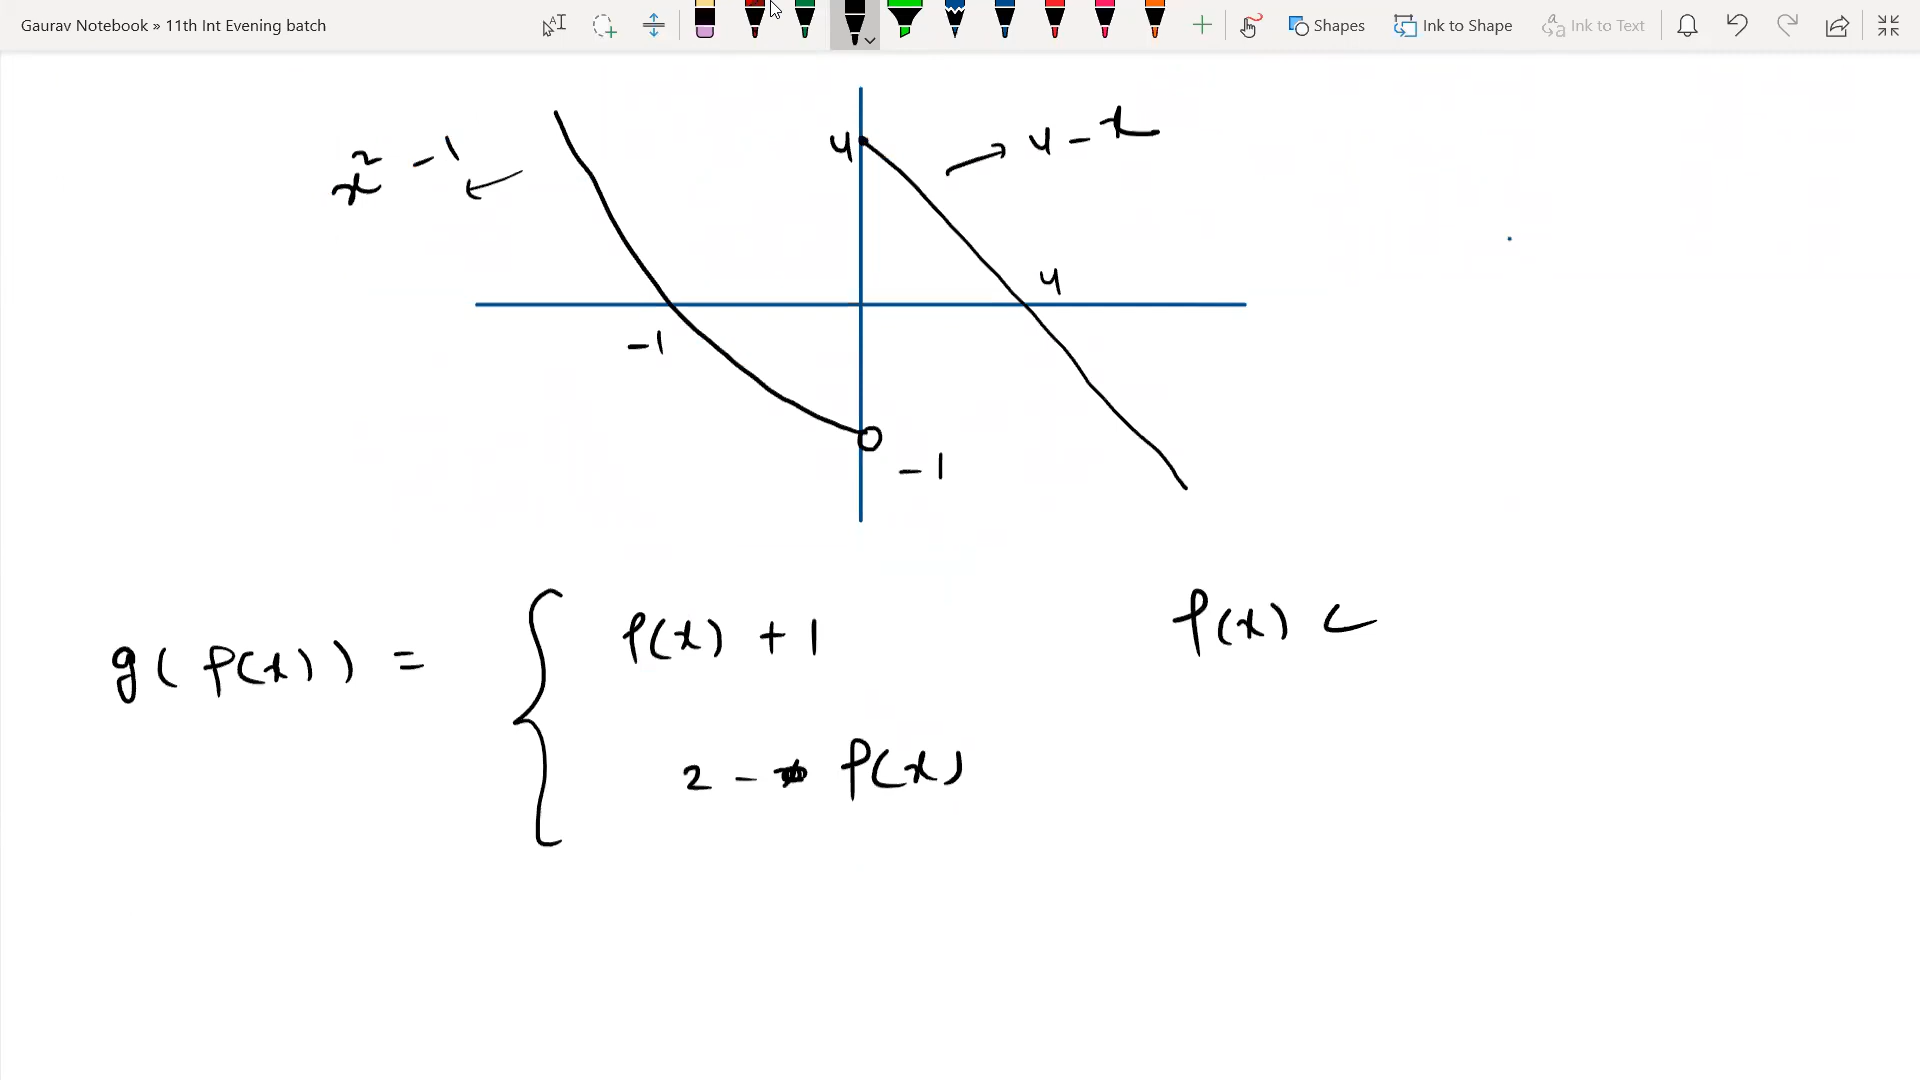 Gaurav Notebook » 11th Int Evening batch
Shapes
Ink to Shape
Ink to Text
x² - 1
4
4 - x
4
-1
-1
g(f(x)) = { f(x) + 1 f(x) <
2 - f(x)